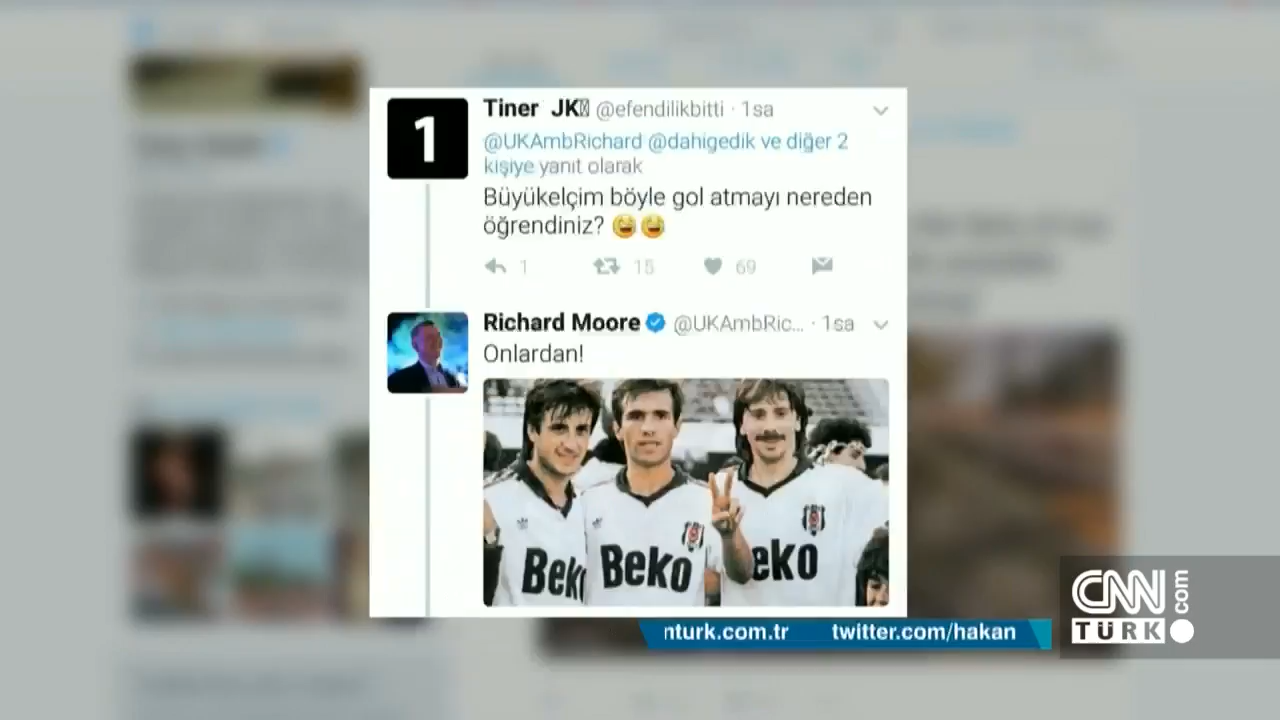 1
Tiner JK @efendilikbitti · 1sa
@UKAmbRichard @dahigedik ve diğer 2
kişiye yanıt olarak
Büyükelçim böyle gol atmayı nereden
öğrendiniz? 😄😄
1 15 69
Richard Moore @UKAmbRic... · 1sa
Onlardan!
Beko
Beko
eko
nturk.com.tr twitter.com/hakan
CNN
TÜRK
.com